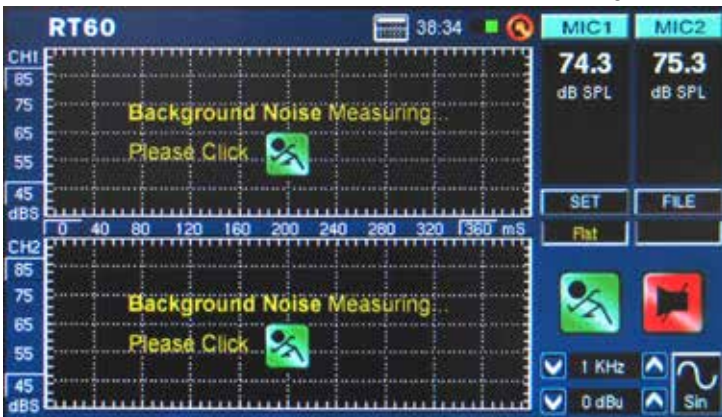 RT60 38:34 MIC1 MIC2
CH1
85
75
65
55
45
dBS
Background Noise Measuring...
Please Click
74.3 75.3
dB SPL dB SPL
SET FILE
Flat
0 40 80 120 160 200 240 280 320 360 mS
CH2
85
75
65
55
45
dBS
Background Noise Measuring...
Please Click
1 KHz
0 dBu
Sin